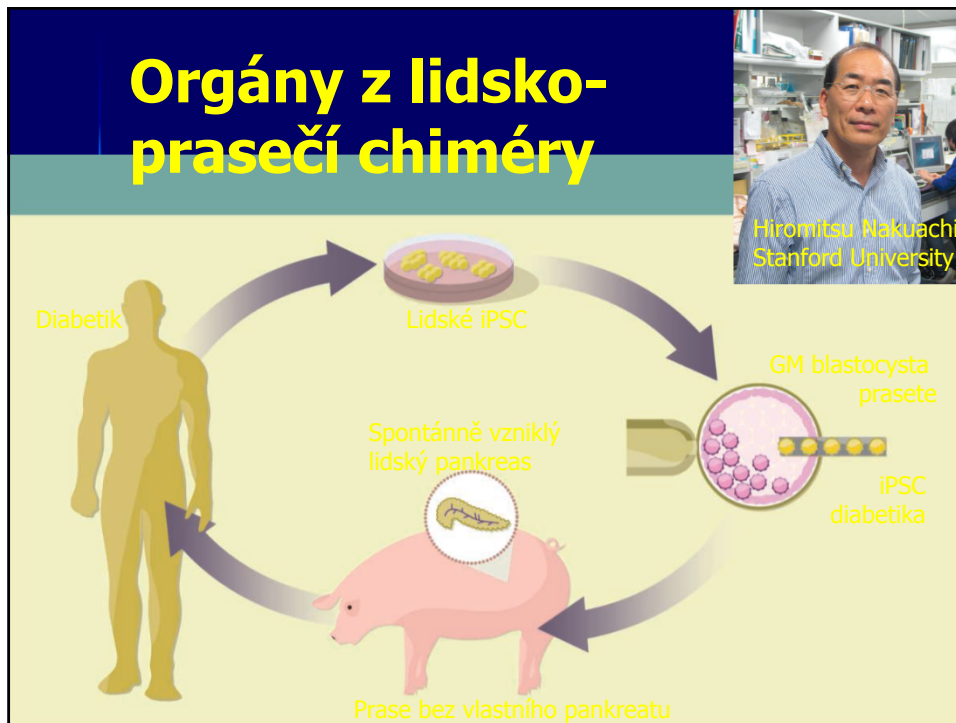 Orgány z lidsko-
prasečí chiméry
Hiromitsu Nakuachi
Stanford University
Diabetik
Lidské iPSC
GM blastocysta
prasete
Spontánně vzniklý
lidský pankreas
iPSC
diabetika
Prase bez vlastního pankreatu